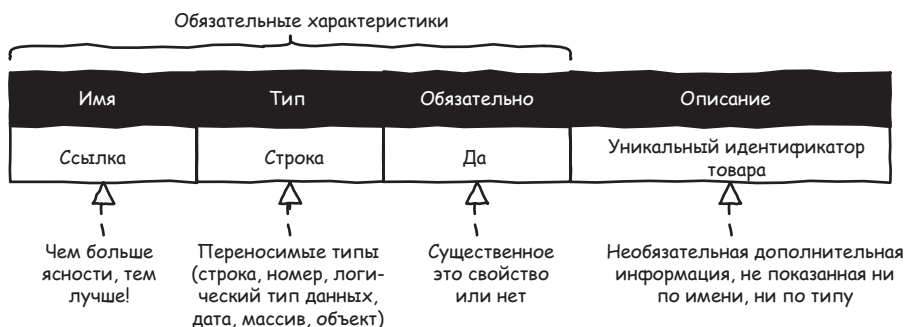 Обязательные характеристики
Имя Тип Обязательно Описание
Ссылка Строка Да Уникальный идентификатор
товара
Чем больше
ясности, тем
лучше!
Переносимые типы
(строка, номер, логи-
ческий тип данных,
дата, массив, объект)
Существенное
это свойство
или нет
Необязательная дополнительная
информация, не показанная ни
по имени, ни по типу